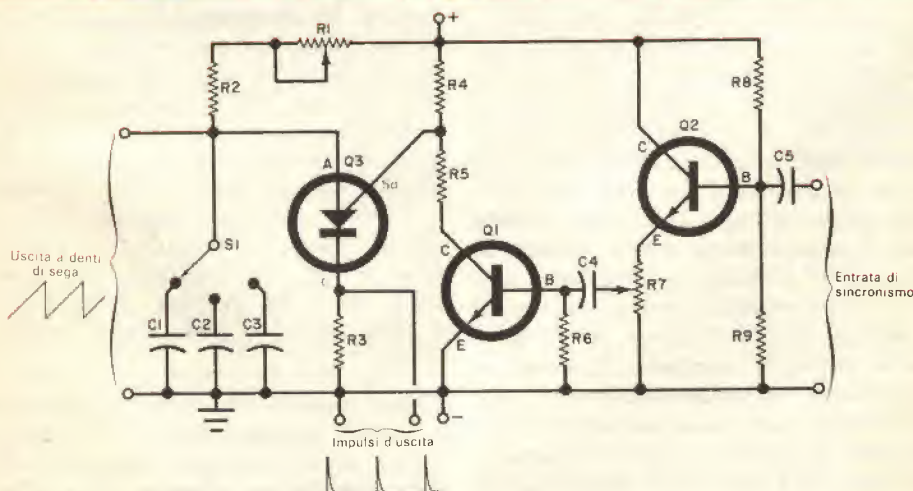 +
R1
R2
R4
R8
Q2
C
B
C5
E
A
Q3
Sa
R5
Q1
C
B
C4
R7
E
R6
R9
S1
C1
C2
C3
C
R3
Uscita a denti
di sega
Entrata di
sincronismo
-
Impulsi d'uscita